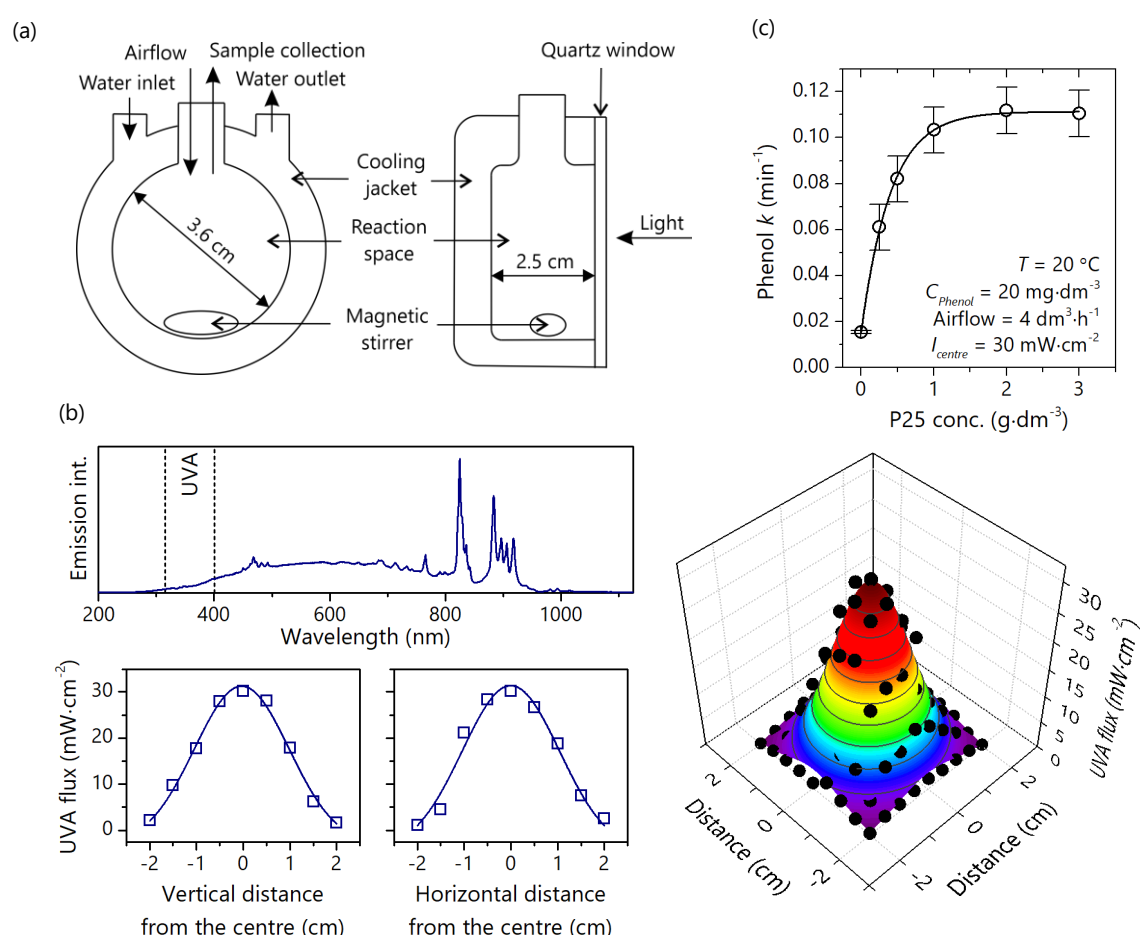 (a)
Airflow
Sample collection
Water inlet
Water outlet
Quartz window
Cooling
jacket
3.6 cm
Reaction
space
2.5 cm
Light
Magnetic
stirrer
(c)
Phenol k (min⁻¹)
0.12
0.10
0.08
0.06
0.04
0.02
0.00
T = 20 °C
C_Phenol = 20 mg·dm⁻³
Airflow = 4 dm³·h⁻¹
I_centre = 30 mW·cm⁻²
0 1 2 3
P25 conc. (g·dm⁻³)
(b)
Emission int.
UVA
200 400 600 800 1000
Wavelength (nm)
UVA flux (mW·cm⁻²)
30
20
10
0
-2 -1 0 1 2
Vertical distance
from the centre (cm)
-2 -1 0 1 2
Horizontal distance
from the centre (cm)
30
25
20
15
10
5
0
UVA flux (mW·cm⁻²)
2
0
-2
Distance (cm)
2
0
-2
Distance (cm)